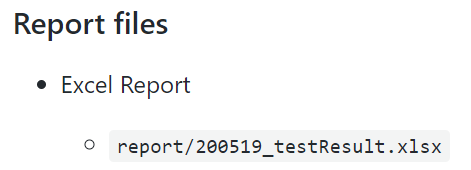 Report files
Excel Report
report/200519_testResult.xlsx